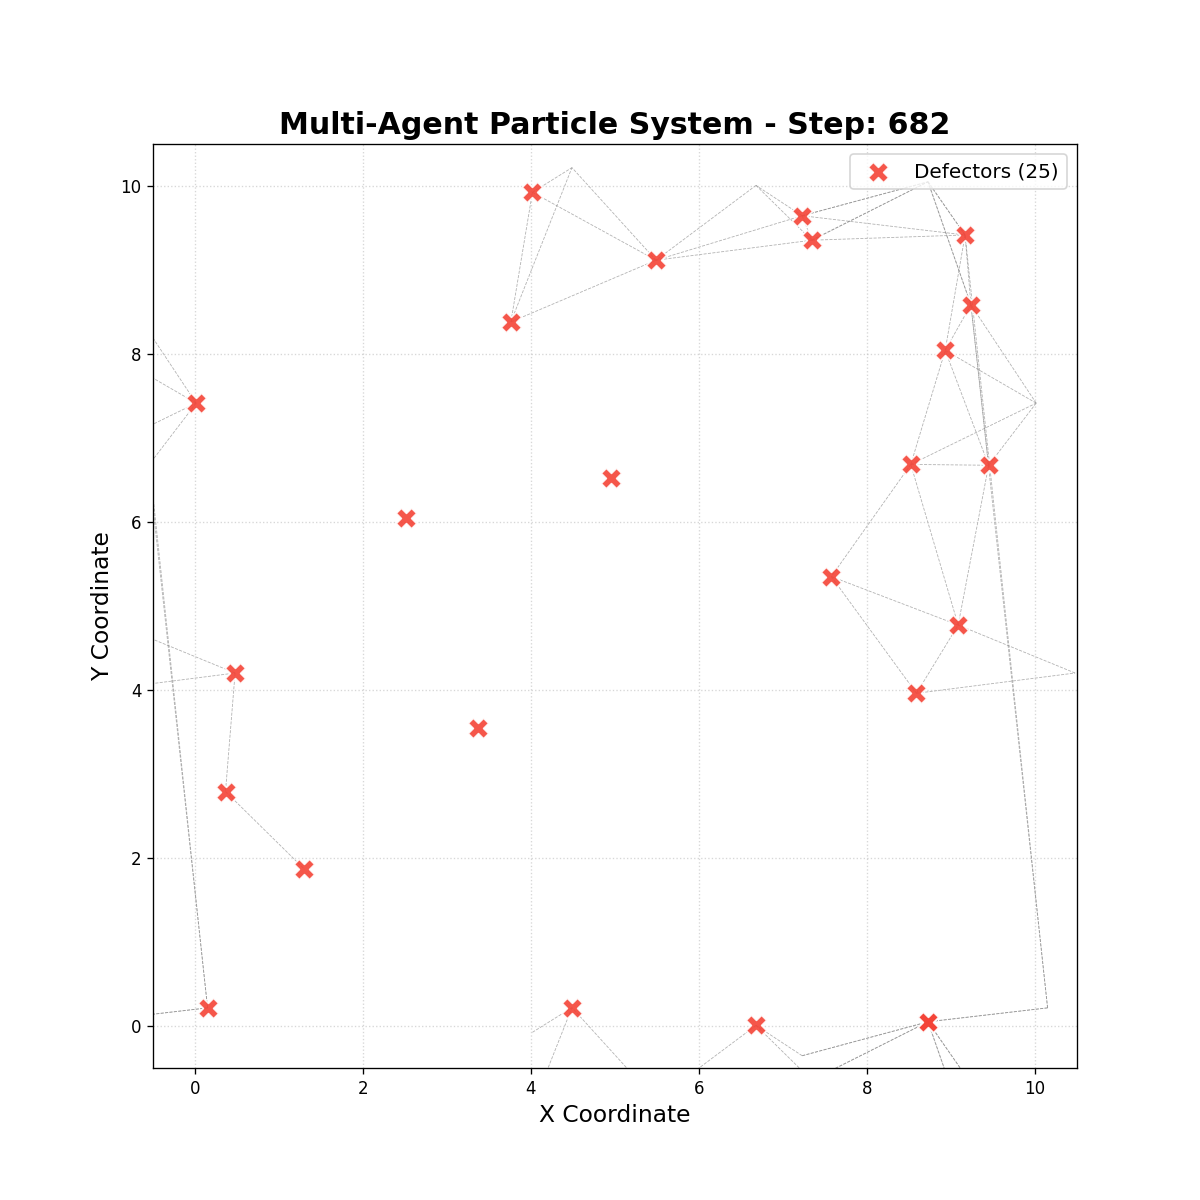 Multi-Agent Particle System - Step: 682
Defectors (25)
10
8
6
4
2
0
Y Coordinate
0 2 4 6 8 10
X Coordinate